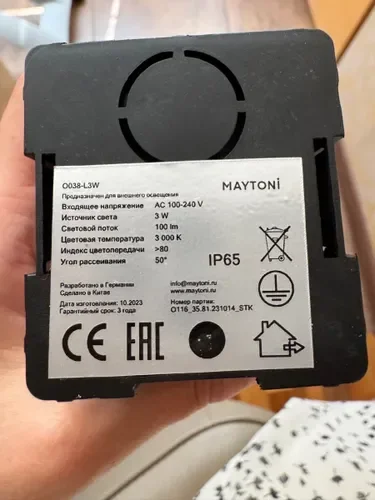 O038-L3W
MAYTONi
Предназначен для внешнего освещения
Входящее напряжение AC 100-240 V
Источник света 3 W
Световой поток 100 lm
Цветовая температура 3 000 K
Индекс цветопередачи >80
Угол рассеивания 50°
IP65
Разработано в Германии
Сделано в Китае
info@maytoni.ru
www.maytoni.ru
Дата изготовления: 10.2023
Гарантийный срок: 3 года
Номер партии:
O116_35.81.231014_STK
CE EAC